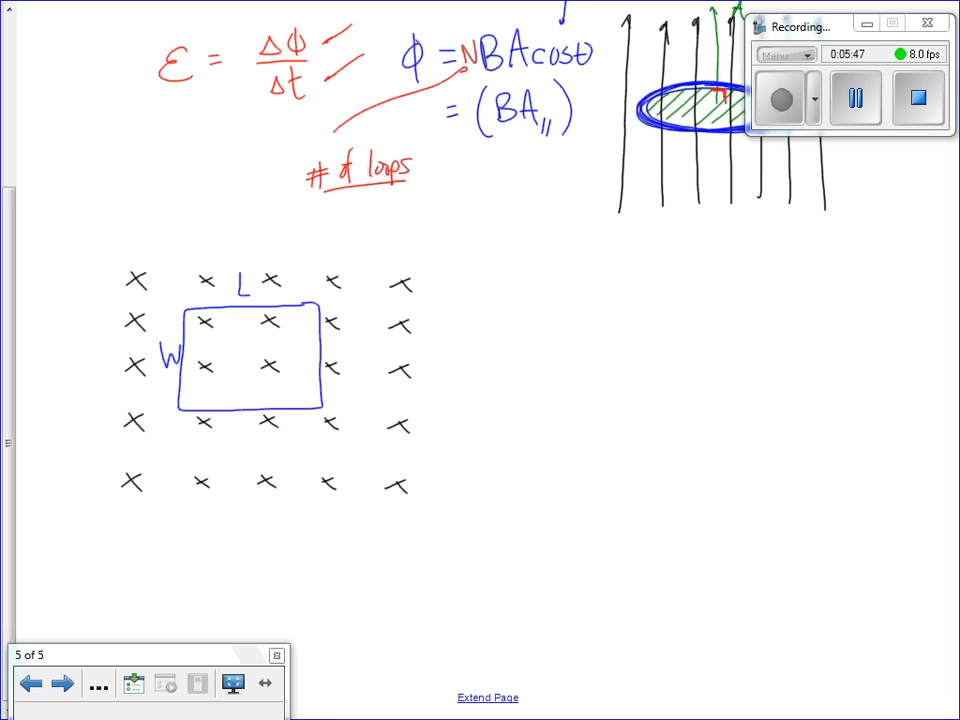 ε = ΔΦ/Δt
Φ = NBAcosθ
= (BA∥)
# of loops
A
Recording...
Menu
0:05:47
8.0 fps
× × L × × ×
× × × × ×
W
× × × × ×
× × × × ×
× × × × ×
5 of 5
...
Extend Page